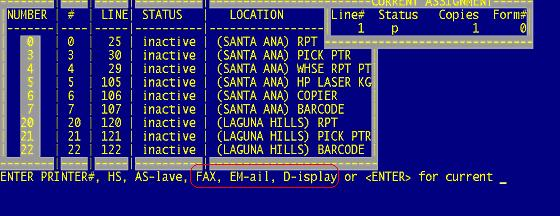 CURRENT ASSIGNMENT
NUMBER # LINE STATUS LOCATION Line# Status Copies Form#
1 p 1 0
0 0 25 inactive (SANTA ANA) RPT
3 3 30 inactive (SANTA ANA) PICK PTR
4 4 29 inactive (SANTA ANA) WHSE RPT PT
5 5 105 inactive (SANTA ANA) HP LASER KG
6 6 106 inactive (SANTA ANA) COPIER
7 7 107 inactive (SANTA ANA) BARCODE
20 20 120 inactive (LAGUNA HILLS) RPT
21 21 121 inactive (LAGUNA HILLS) PICK PTR
22 22 122 inactive (LAGUNA HILLS) BARCODE
ENTER PRINTER#, HS, AS-lave, FAX, EM-ail, D-isplay or <ENTER> for current _